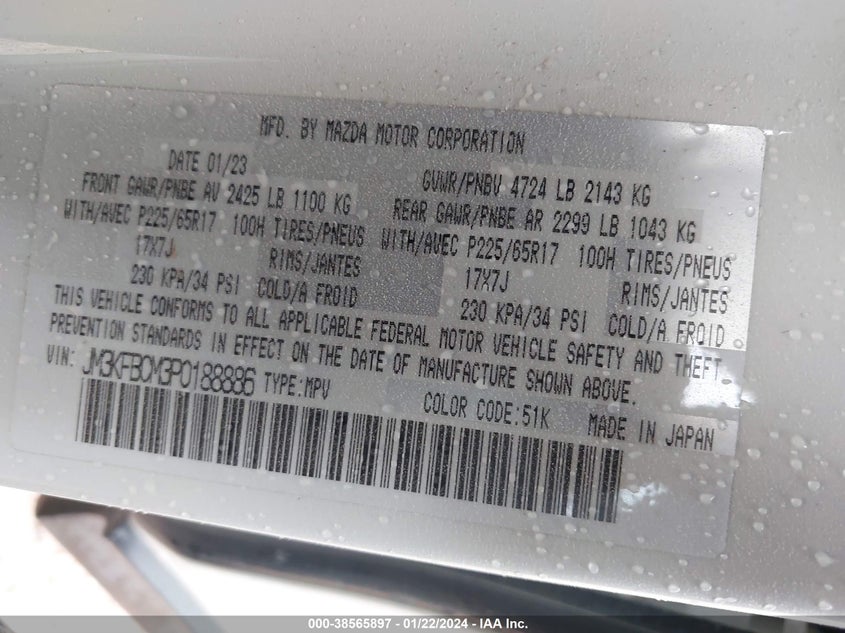 MFD. BY MAZDA MOTOR CORPORATION
DATE 01/23 GVWR/PNBV 4724 LB 2143 KG
FRONT GAWR/PNBE AV 2425 LB 1100 KG REAR GAWR/PNBE AR 2299 LB 1043 KG
WITH/AVEC P225/65R17 100H TIRES/PNEUS WITH/AVEC P225/65R17 100H TIRES/PNEUS
17X7J RIMS/JANTES 17X7J RIMS/JANTES
230 KPA/34 PSI COLD/A FROID 230 KPA/34 PSI COLD/A FROID
THIS VEHICLE CONFORMS TO ALL APPLICABLE FEDERAL MOTOR VEHICLE SAFETY AND THEFT
PREVENTION STANDARDS IN EFFECT ON THE DATE OF MANUFACTURE SHOWN ABOVE.
VIN: JM3KFBCM3P0188886 TYPE:MPV COLOR CODE:51K MADE IN JAPAN
000-38565897 - 01/22/2024 - IAA Inc.